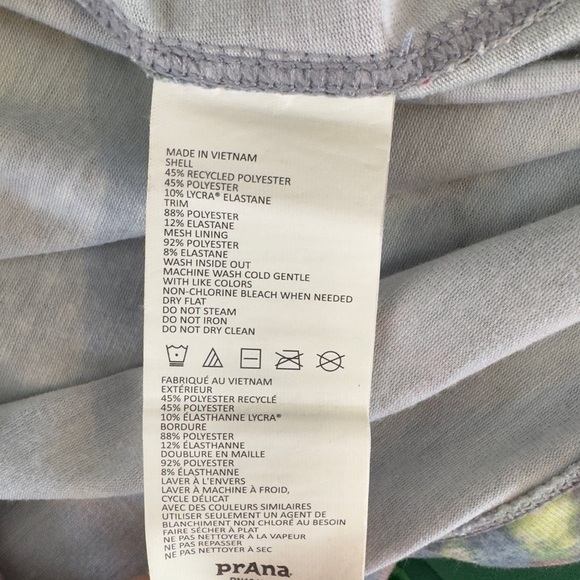 MADE IN VIETNAM
SHELL
45% RECYCLED POLYESTER
45% POLYESTER
10% LYCRA® ELASTANE
TRIM
88% POLYESTER
12% ELASTANE
MESH LINING
92% POLYESTER
8% ELASTANE
WASH INSIDE OUT
MACHINE WASH COLD GENTLE
WITH LIKE COLORS
NON-CHLORINE BLEACH WHEN NEEDED
DRY FLAT
DO NOT STEAM
DO NOT IRON
DO NOT DRY CLEAN
FABRIQUÉ AU VIETNAM
EXTÉRIEUR
45% POLYESTER RECYCLÉ
45% POLYESTER
10% ÉLASTHANNE LYCRA®
BORDURE
88% POLYESTER
12% ÉLASTHANNE
DOUBLURE EN MAILLE
92% POLYESTER
8% ÉLASTHANNE
LAVER À L'ENVERS
LAVER À MACHINE À FROID,
CYCLE DÉLICAT
AVEC DES COULEURS SIMILAIRES
UTILISER SEULEMENT UN AGENT DE
BLANCHIMENT NON CHLORÉ AU BESOIN
FAIRE SÉCHER À PLAT
NE PAS NETTOYER À LA VAPEUR
NE PAS REPASSER
NE PAS NETTOYER À SEC
prAna